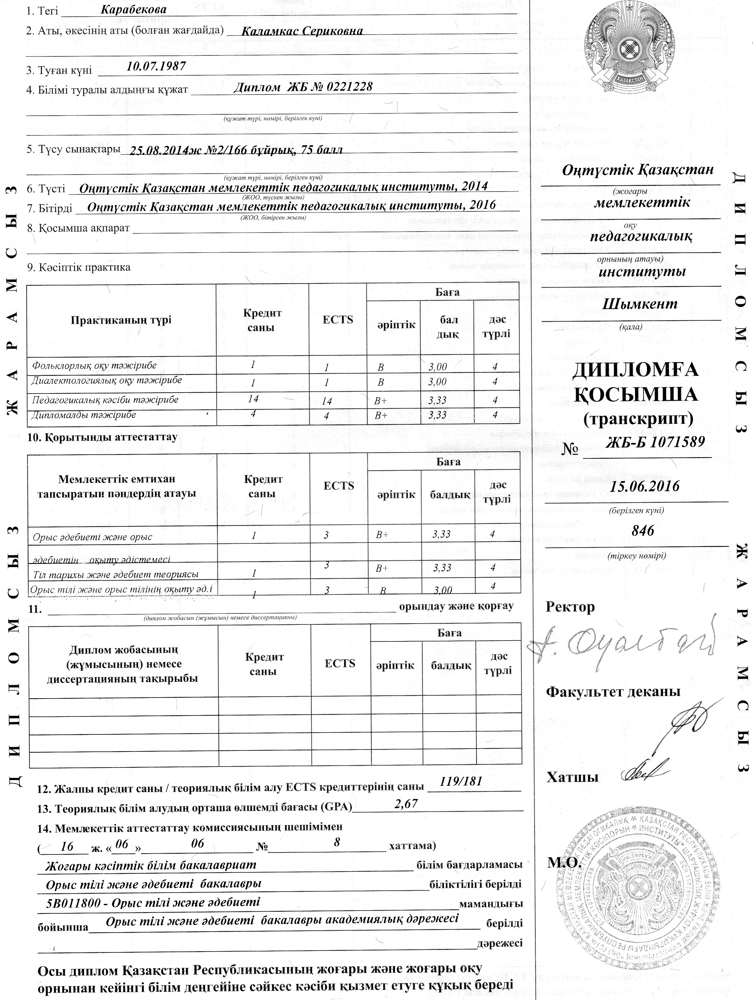 1. Тегі Карабекова
2. Аты, әкесінің аты (болған жағдайда) Каламкас Сериковна
3. Туған күні 10.07.1987
4. Білімі туралы алдыңғы құжат Диплом ЖБ № 0221228
(құжат түрі, нөмірі, берілген күні)
5. Түсу сынақтары 25.08.2014ж №2/166 бұйрық, 75 балл
(құжат түрі, нөмірі, берілген күні)
6. Түсті Оңтүстік Қазақстан мемлекеттік педагогикалық институты, 2014
(ЖОО, түскен жылы)
7. Бітірді Оңтүстік Қазақстан мемлекеттік педагогикалық институты, 2016
(ЖОО, бітірген жылы)
8. Қосымша ақпарат
9. Кәсіптік практика
Практиканың түрі Кредит саны ECTS Баға
әріптік бал дық дәс түрлі
Фольклорлық оқу тәжірибе 1 1 B 3,00 4
Диалектологиялық оқу тәжірибе 1 1 B 3,00 4
Педагогикалық кәсіби тәжірибе 14 14 B+ 3,33 4
Дипломалды тәжірибе 4 4 B+ 3,33 4
10. Қорытынды аттестаттау
Мемлекеттік емтихан тапсыратын пәндердің атауы Кредит саны ECTS Баға
әріптік балдық дәс түрлі
Орыс әдебиеті және орыс 1 3 B+ 3,33 4
әдебиетін оқыту әдістемесі
Тіл тарихы және әдебиет теориясы 1 3 B+ 3,33 4
Орыс тілі және орыс тілінің оқыту әд.і 1 3 B 3,00 4
11. орындау және қорғау
(диплом жобасын (жұмысын) немесе диссертацияны)
Диплом жобасының (жұмысының) немесе диссертацияның тақырыбы Кредит саны ECTS Баға
әріптік балдық дәс түрлі
12. Жалпы кредит саны / теориялық білім алу ECTS кредиттерінің саны 119/181
13. Теориялық білім алудың орташа өлшемді бағасы (GPA) 2,67
14. Мемлекеттік аттестаттау комиссиясының шешімімен
( 16 ж. « 06 » 06 № 8 хаттама)
Жоғары кәсіптік білім бакалавриат білім бағдарламасы
Орыс тілі және әдебиеті бакалавры біліктілігі берілді
5В011800 - Орыс тілі және әдебиеті мамандығы
бойынша Орыс тілі және әдебиеті бакалавры академиялық дәрежесі берілді
дәрежесі
Осы диплом Қазақстан Республикасының жоғары және жоғары оқу
орнынан кейінгі білім деңгейіне сәйкес кәсіби қызмет етуге құқық береді
ДИПЛОМСЫЗ ЖАРАМСЫЗ
ҚАЗАҚСТАН
Оңтүстік Қазақстан
(жоғары
мемлекеттік
оқу
педагогикалық
орнының атауы)
институты
Шымкент
(қала)
ДИПЛОМҒА
ҚОСЫМША
(транскрипт)
№ ЖБ-Б 1071589
15.06.2016
(берілген күні)
846
(тіркеу нөмірі)
Ректор
Факультет деканы
Хатшы
М.О.
ДИПЛОМСЫЗ ЖАРАМСЫЗ